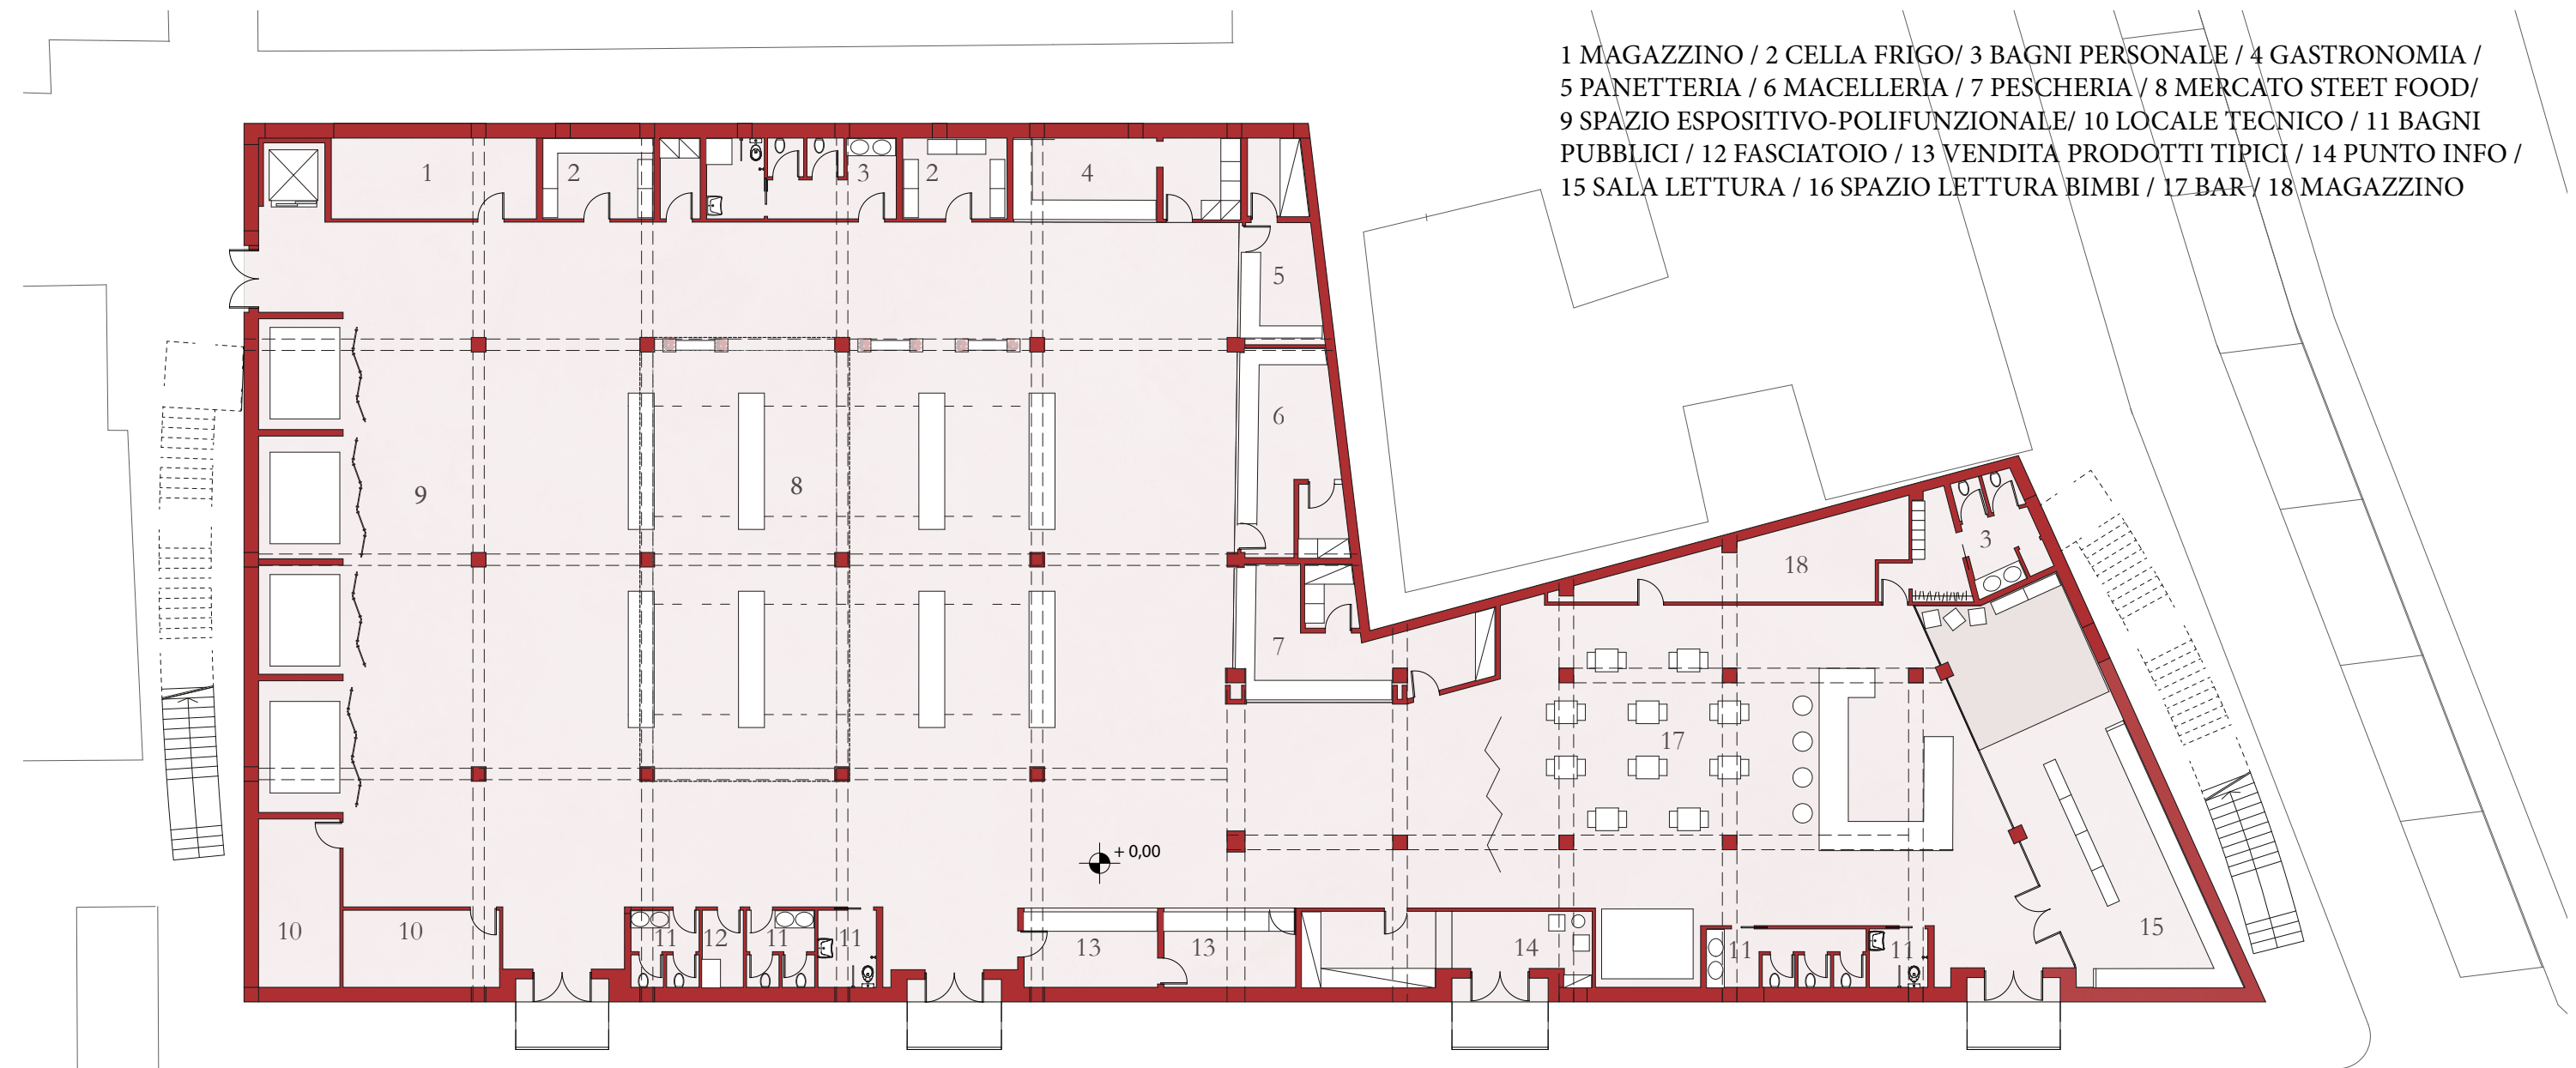 1 MAGAZZINO / 2 CELLA FRIGO/ 3 BAGNI PERSONALE / 4 GASTRONOMIA /
5 PANETTERIA / 6 MACELLERIA / 7 PESCHERIA / 8 MERCATO STEET FOOD/
9 SPAZIO ESPOSITIVO-POLIFUNZIONALE/ 10 LOCALE TECNICO / 11 BAGNI
PUBBLICI / 12 FASCIATOIO / 13 VENDITA PRODOTTI TIPICI / 14 PUNTO INFO /
15 SALA LETTURA / 16 SPAZIO LETTURA BIMBI / 17 BAR / 18 MAGAZZINO
1 2 3 2 4
5
6
9 8
3
18
7
17
+ 0,00
10 10 11 12 11 11 13 13 14 11 11 15